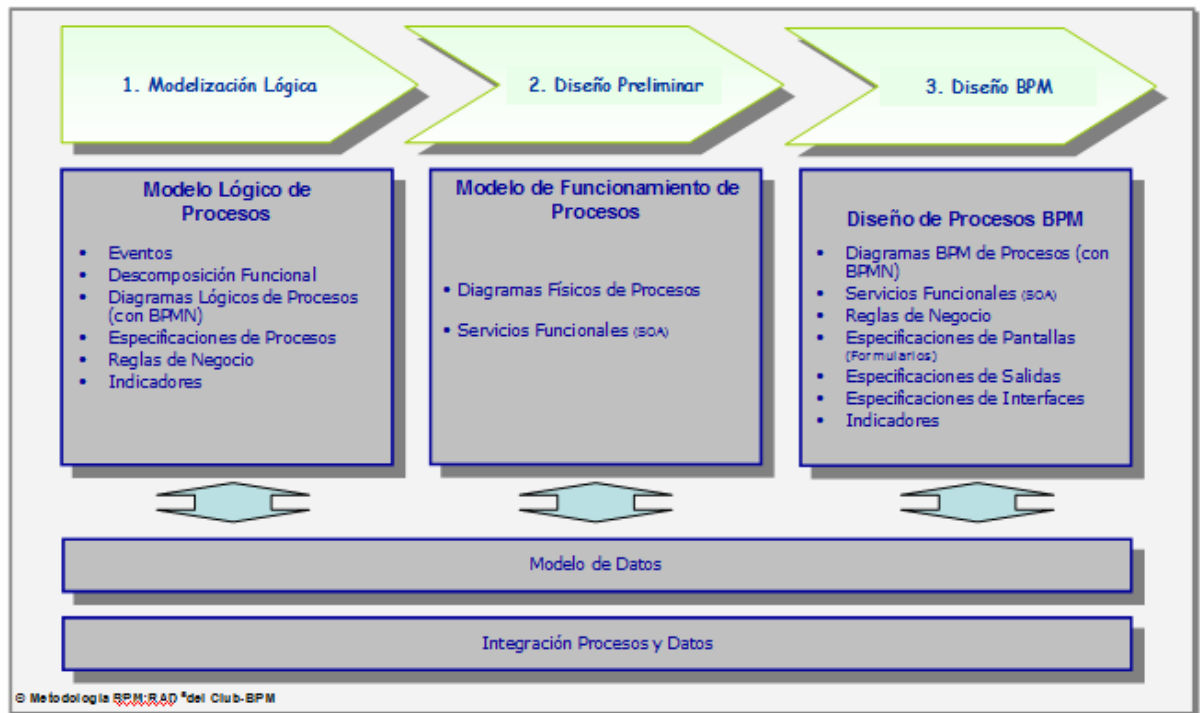 1. Modelización Lógica
2. Diseño Preliminar
3. Diseño BPM
Modelo Lógico de
Procesos
• Eventos
• Descomposición Funcional
• Diagramas Lógicos de Procesos
(con BPMN)
• Especificaciones de Procesos
• Reglas de Negocio
• Indicadores
Modelo de Funcionamiento de
Procesos
• Diagramas Físicos de Procesos
• Servicios Funcionales (SOA)
Diseño de Procesos BPM
• Diagramas BPM de Procesos (con
BPMN)
• Servicios Funcionales (SOA)
• Reglas de Negocio
• Especificaciones de Pantallas
(Formularios)
• Especificaciones de Salidas
• Especificaciones de Interfaces
• Indicadores
Modelo de Datos
Integración Procesos y Datos
© Metodología BPM:RAD ® del Club-BPM